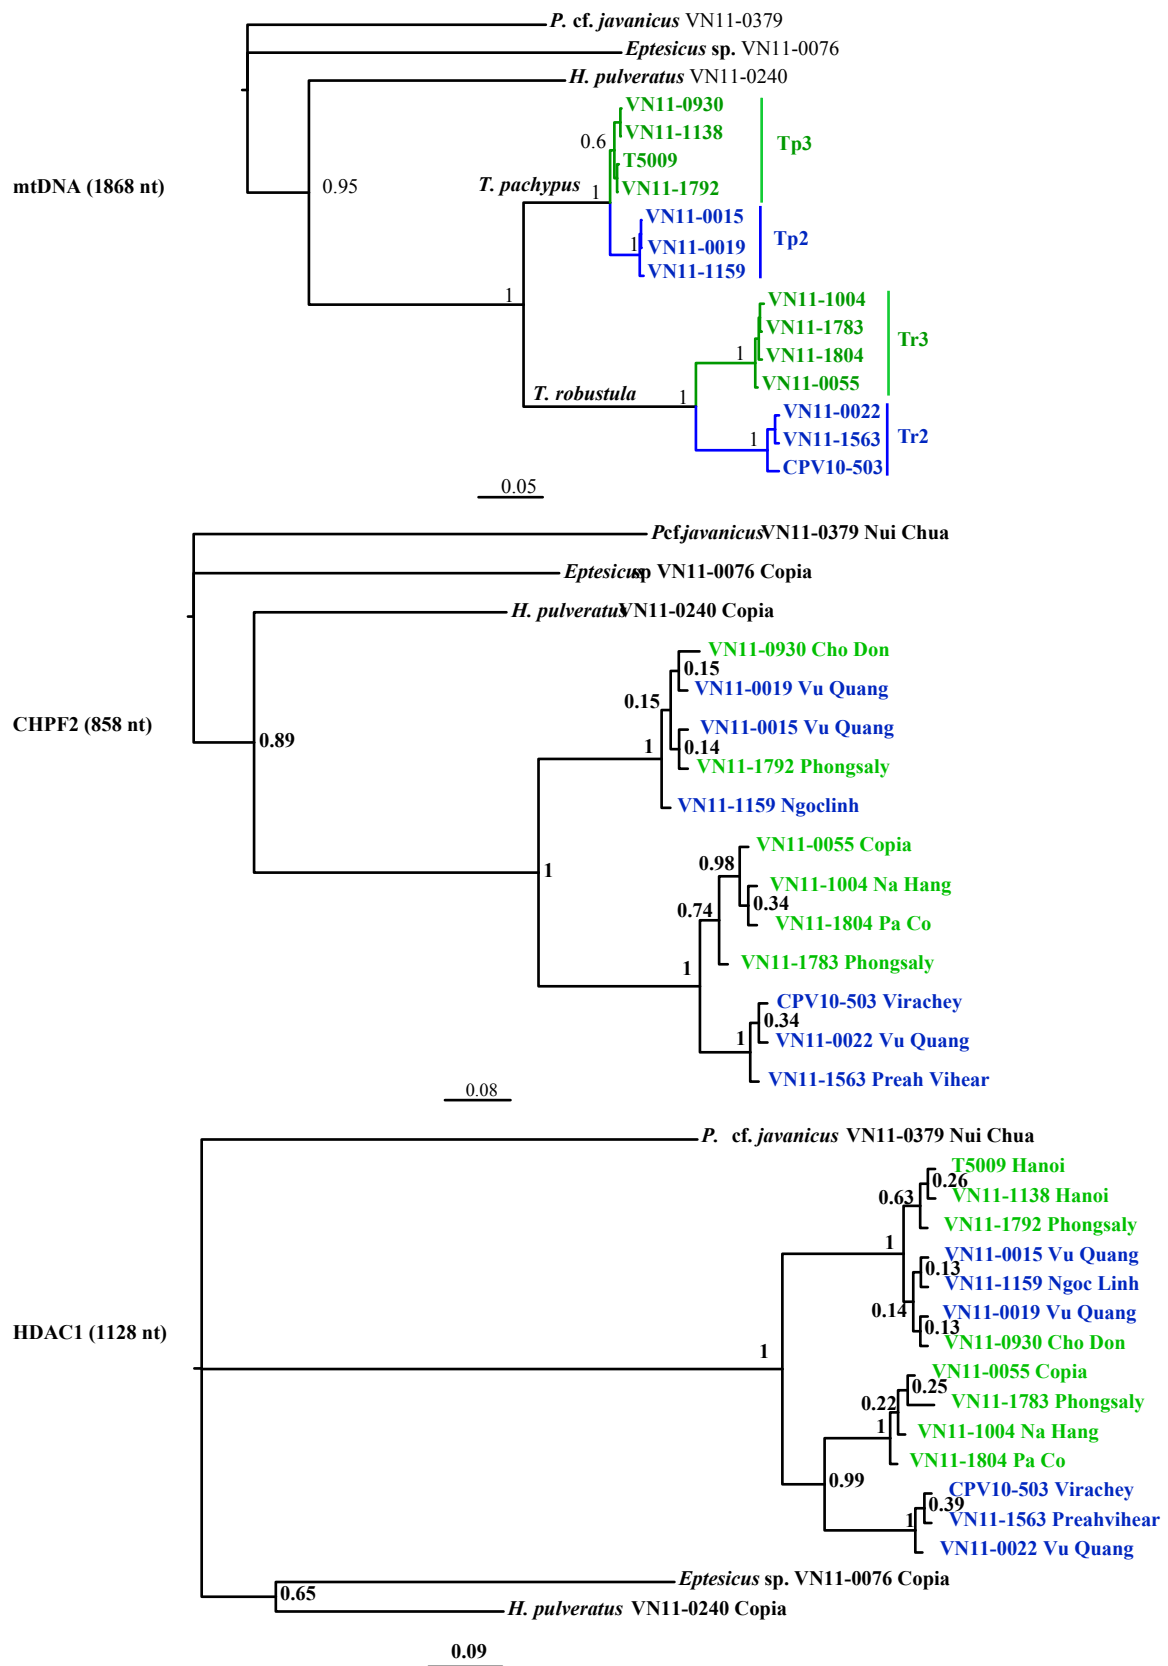 P. cf. javanicus VN11-0379
Eptesicus sp. VN11-0076
H. pulveratus VN11-0240
VN11-0930
VN11-1138
0.6
Tp3
T5009
mtDNA (1868 nt)
0.95
T. pachypus
1
VN11-1792
VN11-0015
Tp2
1
VN11-0019
VN11-1159
1
VN11-1004
VN11-1783
Tr3
1
VN11-1804
VN11-0055
T. robustula
1
VN11-0022
1
VN11-1563
Tr2
CPV10-503
0.05
Pcf.javanicusVN11-0379 Nui Chua
Eptesicussp VN11-0076 Copia
H. pulveratusVN11-0240 Copia
VN11-0930 Cho Don
0.15
VN11-0019 Vu Quang
0.15
CHPF2 (858 nt)
VN11-0015 Vu Quang
0.89
1
0.14
VN11-1792 Phongsaly
VN11-1159 Ngoclinh
VN11-0055 Copia
0.98
1
VN11-1004 Na Hang
0.34
0.74
VN11-1804 Pa Co
VN11-1783 Phongsaly
1
CPV10-503 Virachey
0.34
1
VN11-0022 Vu Quang
VN11-1563 Preah Vihear
0.08
P. cf. javanicus VN11-0379 Nui Chua
T5009 Hanoi
0.26
0.63
VN11-1138 Hanoi
VN11-1792 Phongsaly
1
VN11-0015 Vu Quang
0.13
VN11-1159 Ngoc Linh
0.14
VN11-0019 Vu Quang
0.13
HDAC1 (1128 nt)
VN11-0930 Cho Don
1
VN11-0055 Copia
0.25
0.22
VN11-1783 Phongsaly
1
VN11-1004 Na Hang
VN11-1804 Pa Co
0.99
CPV10-503 Virachey
0.39
1
VN11-1563 Preahvihear
VN11-0022 Vu Quang
Eptesicus sp. VN11-0076 Copia
0.65
H. pulveratus VN11-0240 Copia
0.09